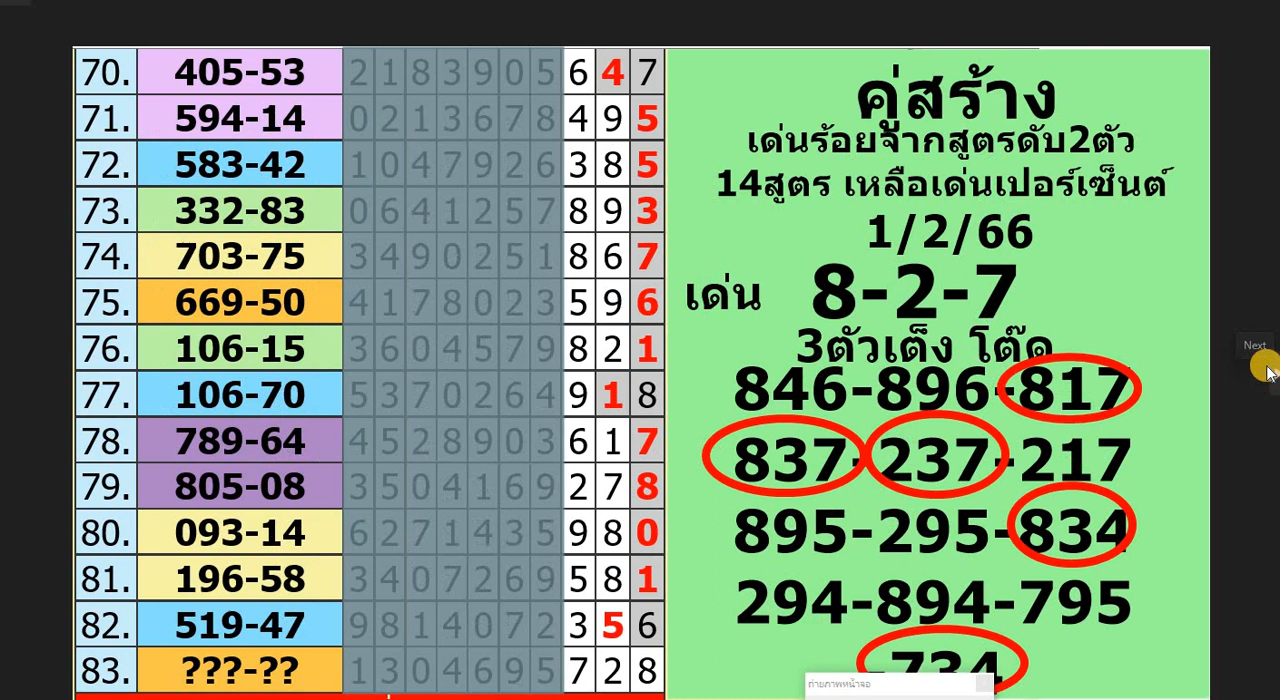 70. 405-53 2 1 8 3 9 0 5 6 4 7
71. 594-14 0 2 1 3 6 7 8 4 9 5
72. 583-42 1 0 4 7 9 2 6 3 8 5
73. 332-83 0 6 4 1 2 5 7 8 9 3
74. 703-75 3 4 9 0 2 5 1 8 6 7
75. 669-50 4 1 7 8 0 2 3 5 9 6
76. 106-15 3 6 0 4 5 7 9 8 2 1
77. 106-70 5 3 7 0 2 6 4 9 1 8
78. 789-64 4 5 2 8 9 0 3 6 1 7
79. 805-08 3 5 0 4 1 6 9 2 7 8
80. 093-14 6 2 7 1 4 3 5 9 8 0
81. 196-58 3 4 0 7 2 6 9 5 8 1
82. 519-47 9 8 1 4 0 7 2 3 5 6
83. ???-?? 1 3 0 4 6 9 5 7 2 8
คู่สร้าง
เด่นร้อยจากสูตรดับ2ตัว
14สูตร เหลือเด่นเปอร์เซ็นต์
1/2/66
เด่น 8-2-7
3ตัวเต็ง โต๊ด
846-896-817
837-237-217
895-295-834
294-894-795
-734
ถ่ายภาพหน้าจอ
Next